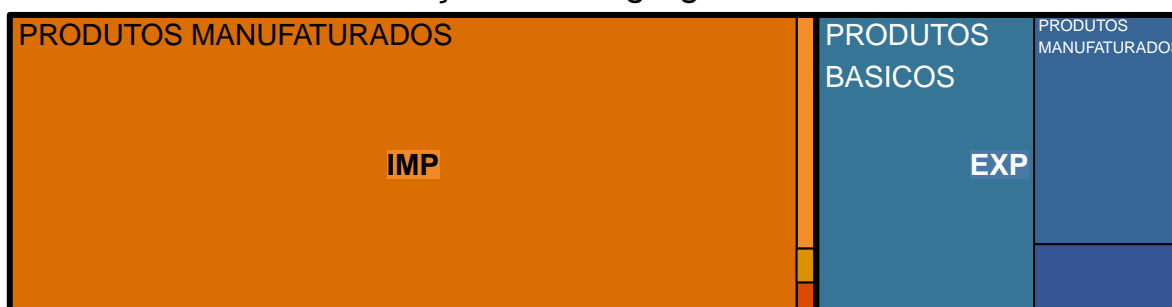 PRODUTOS MANUFATURADOS
IMP
PRODUTOS
BASICOS
EXP
PRODUTOS
MANUFATURADOS